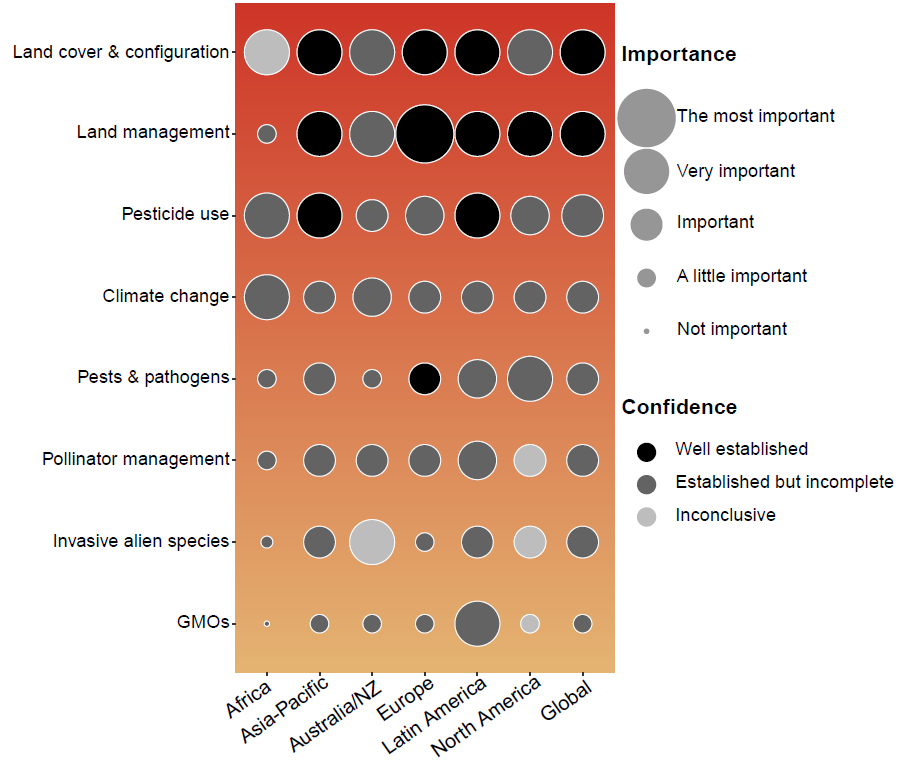 Land cover & configuration
Land management
Pesticide use
Climate change
Pests & pathogens
Pollinator management
Invasive alien species
GMOs
Africa
Asia-Pacific
Australia/NZ
Europe
Latin America
North America
Global
Importance
The most important
Very important
Important
A little important
Not important
Confidence
Well established
Established but incomplete
Inconclusive